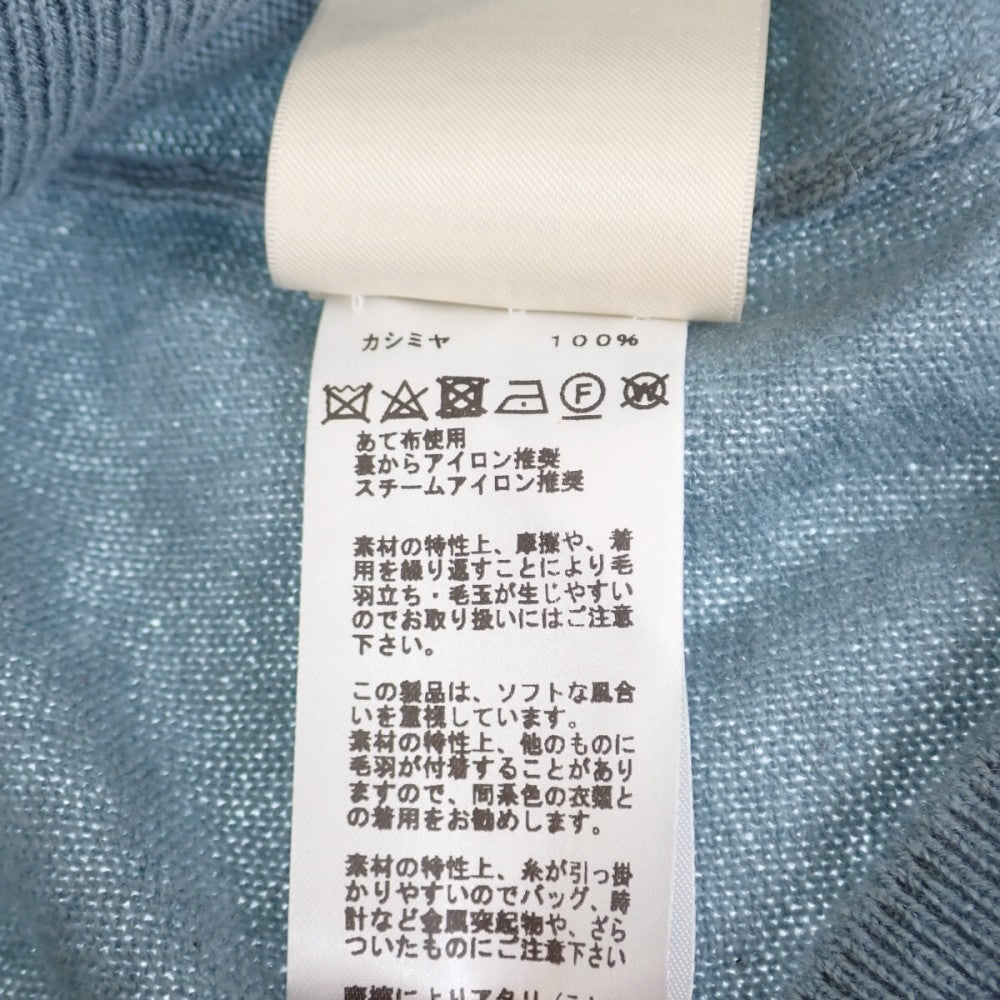 カシミヤ 100%
F W
あて布使用
裏からアイロン推奨
スチームアイロン推奨
素材の特性上、摩擦や、着
用を繰り返すことにより毛
羽立ち・毛玉が生じやすい
のでお取り扱いにはご注意
下さい。
この製品は、ソフトな風合
いを重視しています。
素材の特性上、他のものに
毛羽が付着することがあり
ますので、同系色の衣類と
の着用をお勧めします。
素材の特性上、糸が引っ掛
かりやすいのでバッグ、時
計など金属突起物や、ざら
ついたものにご注意下さい
摩擦によりアタリ